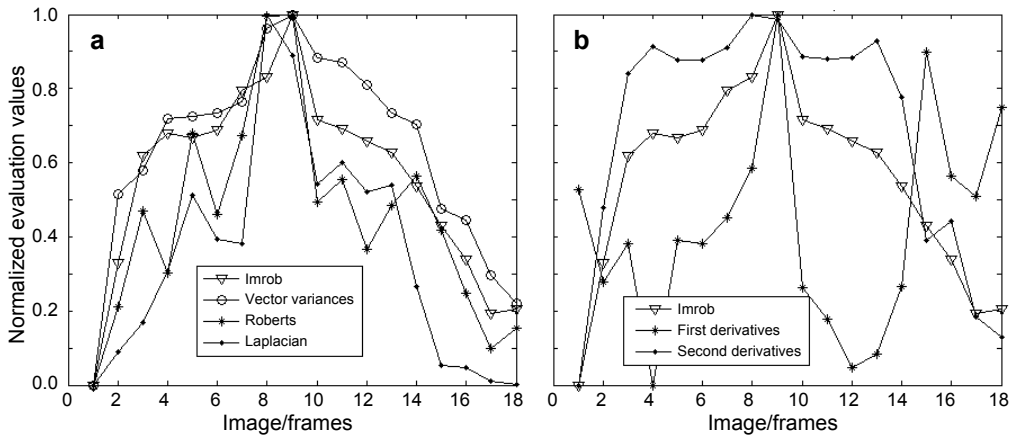 Normalized evaluation values
1.0
0.8
0.6
0.4
0.2
0.0
a
Imrob
Vector variances
Roberts
Laplacian
0 2 4 6 8 10 12 14 16 18
Image/frames
b
Imrob
First derivatives
Second derivatives
0 2 4 6 8 10 12 14 16 18
Image/frames